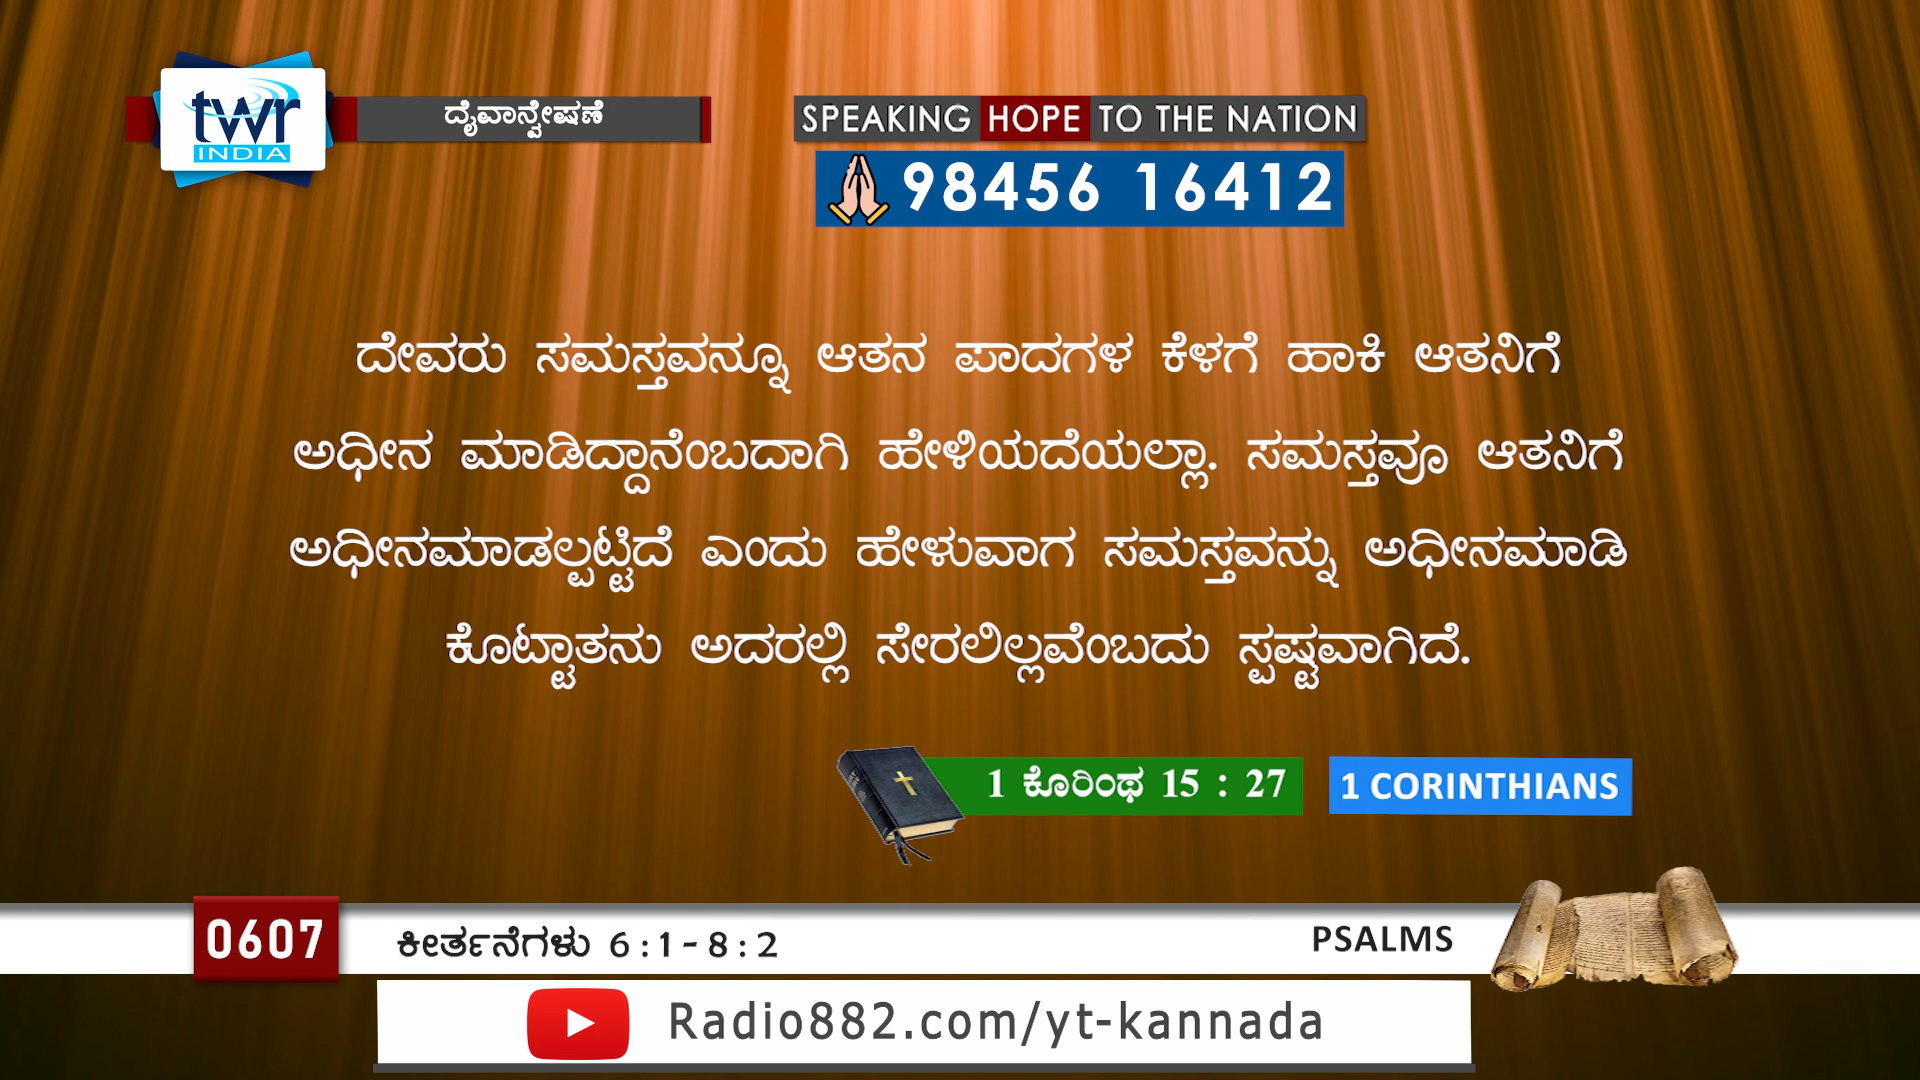 twr
INDIA
ದೈವಾನ್ವೇಷಣೆ
SPEAKING HOPE TO THE NATION
98456 16412
ದೇವರು ಸಮಸ್ತವನ್ನೂ ಆತನ ಪಾದಗಳ ಕೆಳಗೆ ಹಾಕಿ ಆತನಿಗೆ
ಅಧೀನ ಮಾಡಿದ್ದಾನೆಂಬದಾಗಿ ಹೇಳಿಯದೆಯಲ್ಲಾ. ಸಮಸ್ತವೂ ಆತನಿಗೆ
ಅಧೀನಮಾಡಲ್ಪಟ್ಟಿದೆ ಎಂದು ಹೇಳುವಾಗ ಸಮಸ್ತವನ್ನು ಅಧೀನಮಾಡಿ
ಕೊಟ್ಟಾತನು ಅದರಲ್ಲಿ ಸೇರಲಿಲ್ಲವೆಂಬದು ಸ್ಪಷ್ಟವಾಗಿದೆ.
1 ಕೊರಿಂಥ 15 : 27
1 CORINTHIANS
0607
ಕೀರ್ತನೆಗಳು 6:1-8:2
PSALMS
Radio882.com/yt-kannada